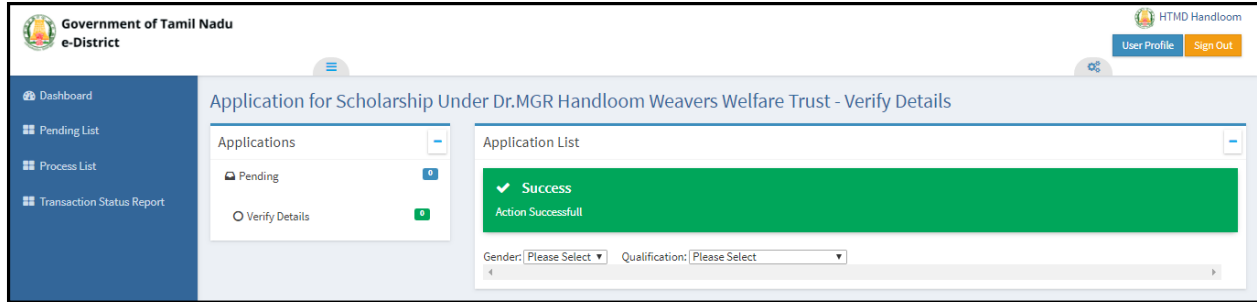 Government of Tamil Nadu
e-District
HTMD Handloom
User Profile Sign Out
Dashboard
Pending List
Process List
Transaction Status Report
Application for Scholarship Under Dr.MGR Handloom Weavers Welfare Trust - Verify Details
Applications
Pending 0
Verify Details 0
Application List
Success
Action Successfull
Gender: Please Select Qualification: Please Select